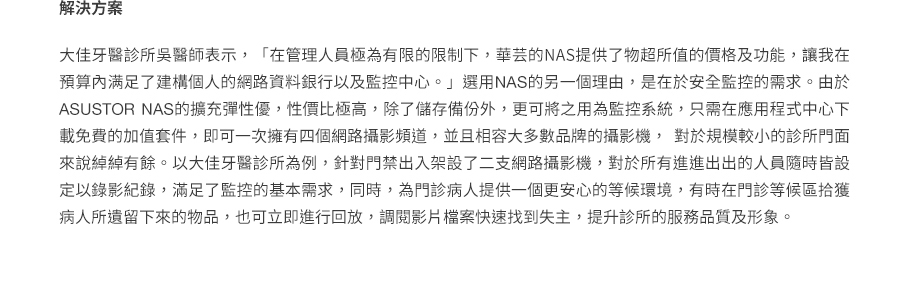 解決方案
大佳牙醫診所吳醫師表示，「在管理人員極為有限的限制下，華芸的NAS提供了物超所值的價格及功能，讓我在
預算內滿足了建構個人的網路資料銀行以及監控中心。」選用NAS的另一個理由，是在於安全監控的需求。由於
ASUSTOR NAS的擴充彈性優，性價比極高，除了儲存備份外，更可將之用為監控系統，只需在應用程式中心下
載免費的加值套件，即可一次擁有四個網路攝影頻道，並且相容大多數品牌的攝影機， 對於規模較小的診所門面
來說綽綽有餘。以大佳牙醫診所為例，針對門禁出入架設了二支網路攝影機，對於所有進進出出的人員隨時皆設
定以錄影紀錄，滿足了監控的基本需求，同時，為門診病人提供一個更安心的等候環境，有時在門診等候區拾獲
病人所遺留下來的物品，也可立即進行回放，調閱影片檔案快速找到失主，提升診所的服務品質及形象。